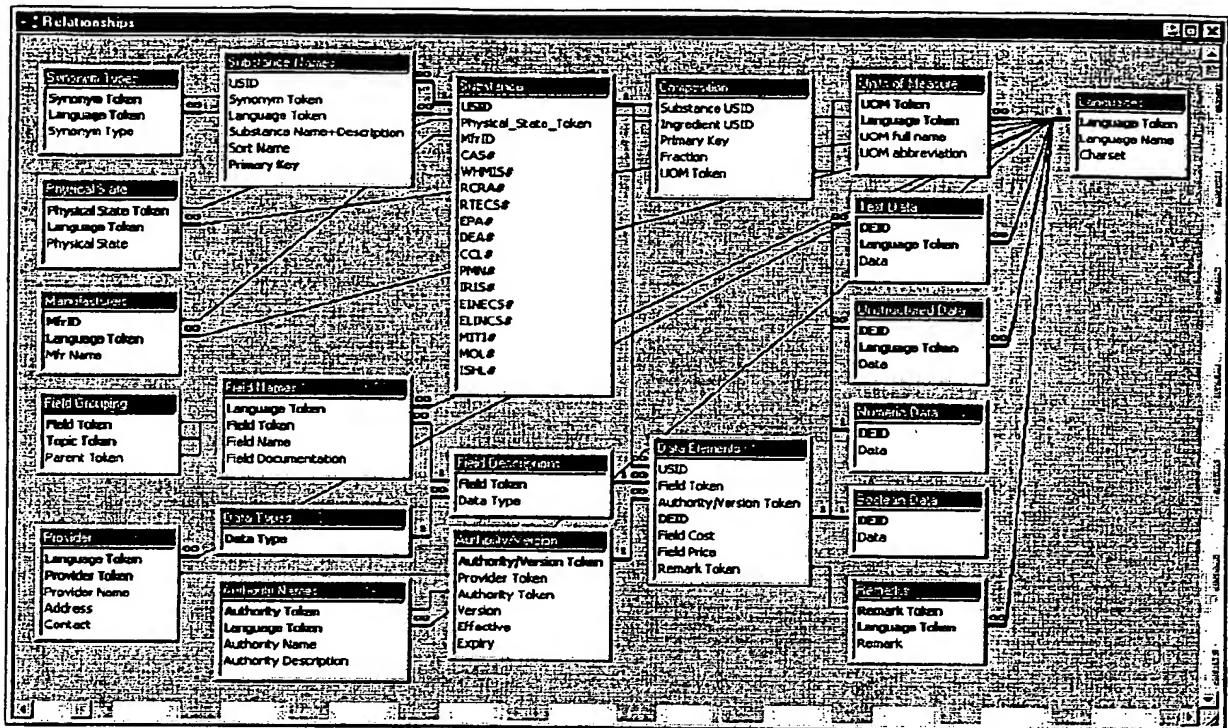 Relationships
Synonym Types
Synonym Token
Language Token
Synonym Type
Physical State
Physical State Token
Language Token
Physical State
Manufacturers
MfrID
Language Token
Mfr Name
Field Grouping
Field Token
Topic Token
Parent Token
Provider
Language Token
Provider Token
Provider Name
Address
Contact
Substance Names
USID
Synonym Token
Language Token
Substance Name+Description
Sort Name
Primary Key
Field Names
Language Token
Field Token
Field Name
Field Documentation
Data Types
Data Type
Authority Names
Authority Token
Language Token
Authority Name
Authority Description
Substance
USID
Physical_State_Token
MfrID
CAS#
WHMIS#
RCRA#
RTECS#
EPA#
DEA#
CCL#
PMN#
IRIS#
EINECS#
ELINCS#
MITI#
MOL#
ISHL#
Field Descriptions
Field Token
Data Type
Authority/Version
Authority/Version Token
Provider Token
Authority Token
Version
Effective
Expiry
Composition
Substance USID
Ingredient USID
Primary Key
Fraction
UOM Token
Data Elements
USID
Field Token
Authority/Version Token
DEID
Field Cost
Field Price
Remark Token
Units of Measure
UOM Token
Language Token
UOM full name
UOM abbreviation
Text Data
DEID
Language Token
Data
Unstructured Data
DEID
Language Token
Data
Numeric Data
DEID
Data
Boolean Data
DEID
Data
Remarks
Remark Token
Language Token
Remark
Languages
Language Token
Language Name
Charset